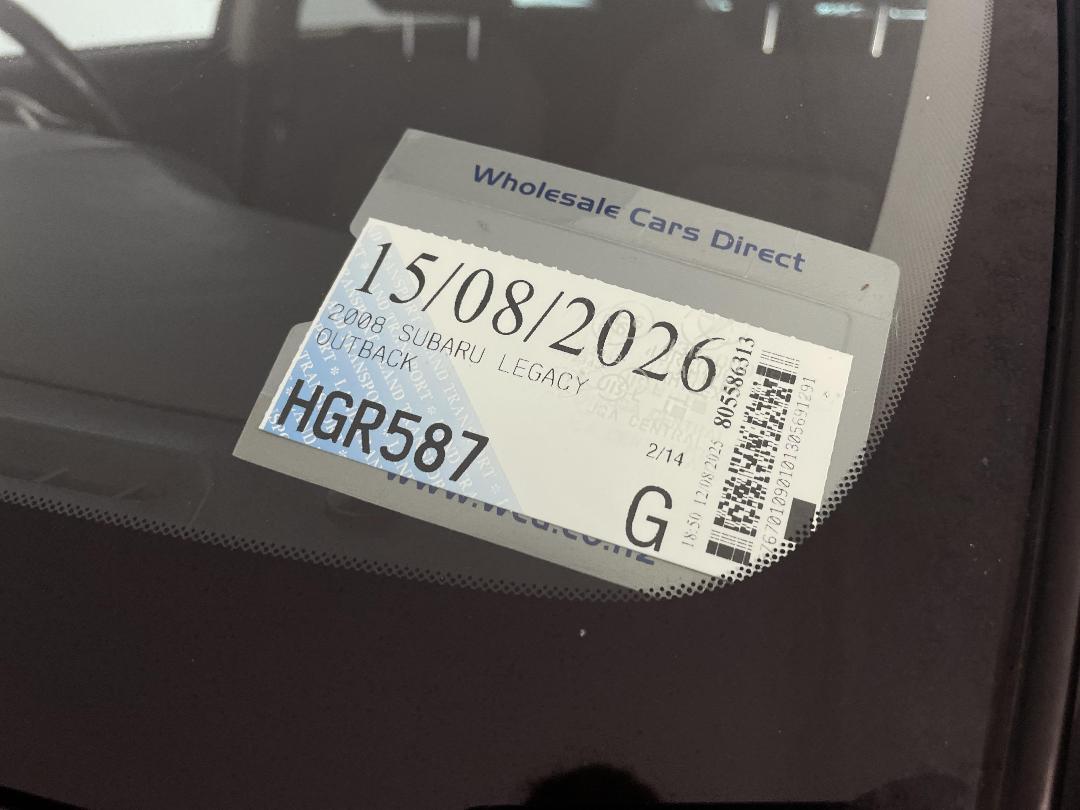 Wholesale Cars Direct
15/08/2026
2008 SUBARU LEGACY
OUTBACK
HGR587
2/14
G
18:50 12/08/2025 805586313
76701090101305691291
www.wcd.co.nz